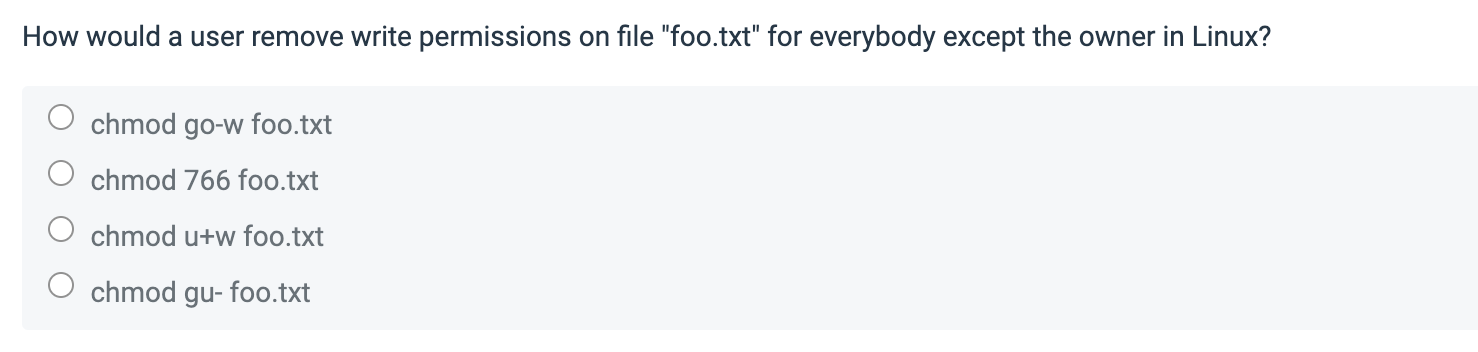 How would a user remove write permissions on file "foo.txt" for everybody except the owner in Linux?
chmod go-w foo.txt
chmod 766 foo.txt
chmod u+w foo.txt
chmod gu- foo.txt